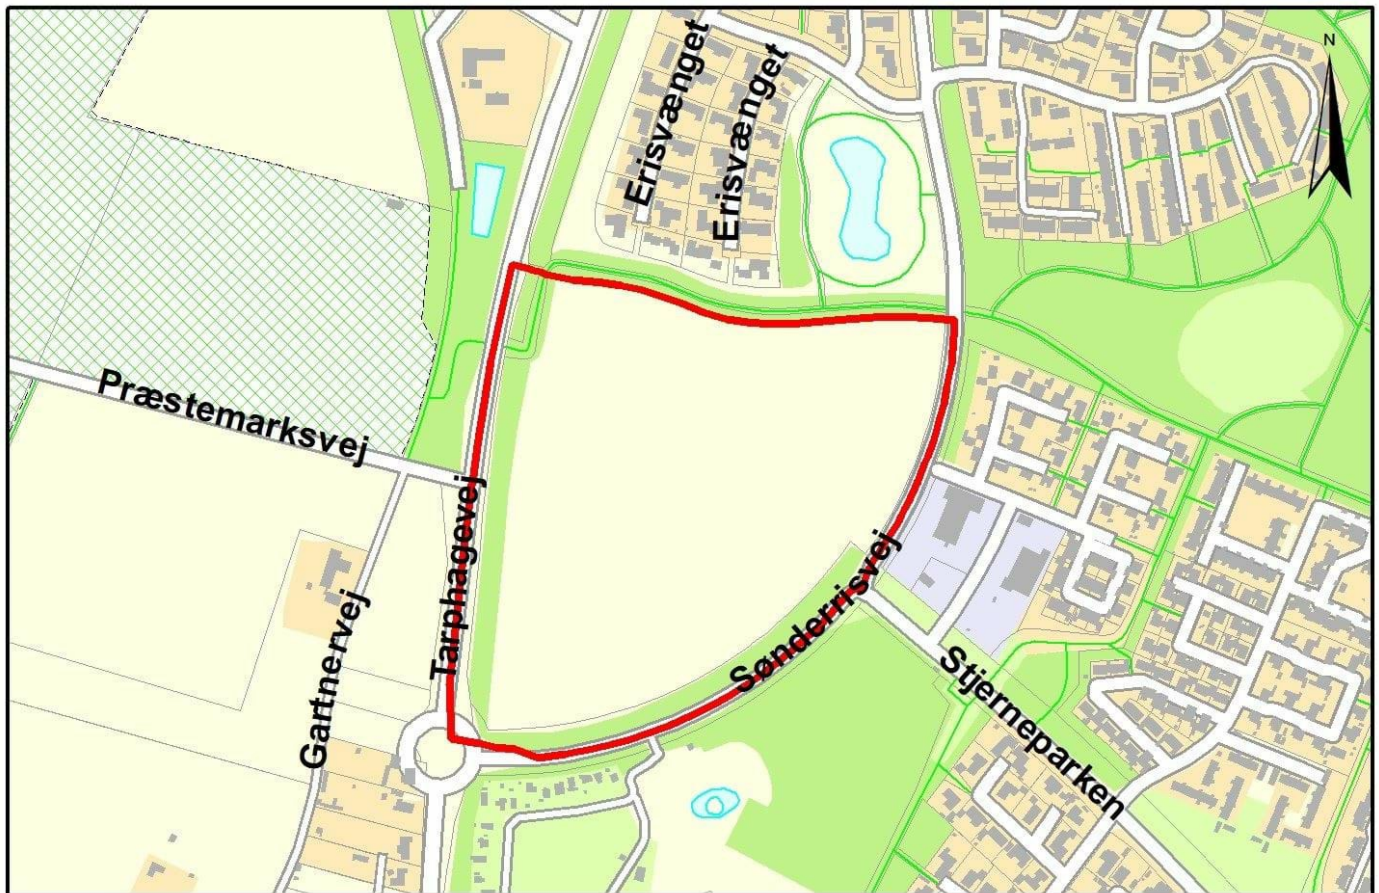 Erisvænget
Erisvænget
N
Præstemarksvej
Tarphagevej
Sønderrisvej
Gartnervej
Stjerneparken